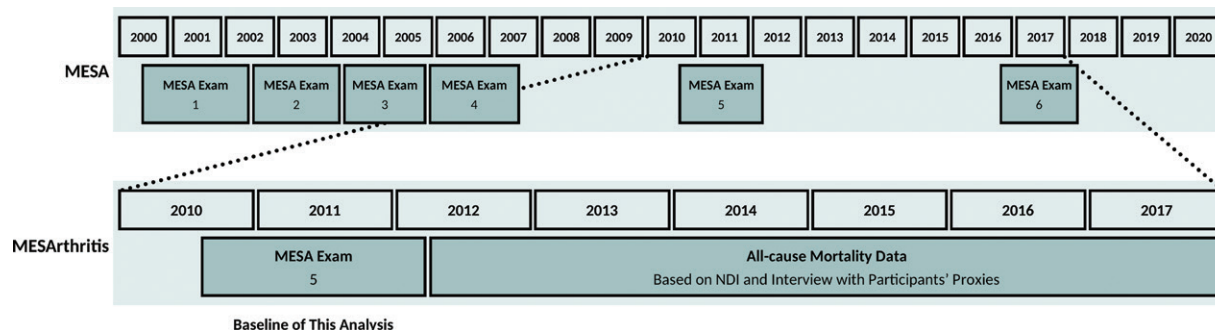 2000 2001 2002 2003 2004 2005 2006 2007 2008 2009 2010 2011 2012 2013 2014 2015 2016 2017 2018 2019 2020
MESA
MESA Exam
1
MESA Exam
2
MESA Exam
3
MESA Exam
4
MESA Exam
5
MESA Exam
6
2010 2011 2012 2013 2014 2015 2016 2017
MESArthritis
MESA Exam
5
All-cause Mortality Data
Based on NDI and Interview with Participants’ Proxies
Baseline of This Analysis